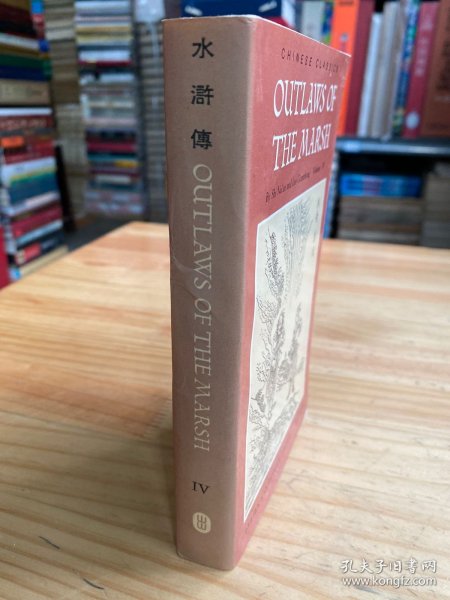 水滸傳
OUTLAWS OF THE MARSH
IV
CHINESE CLASSICS
OUTLAWS OF
THE MARSH
孔夫子旧书网
www.kongfz.com